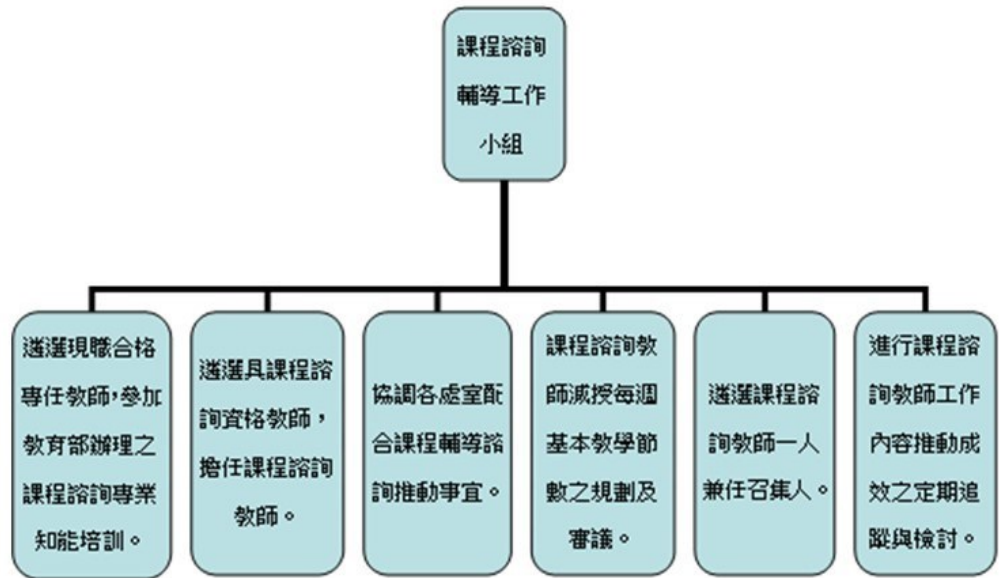 課程諮詢
輔導工作
小組
遴選現職合格
專任教師,參加
教育部辦理之
課程諮詢專業
知能培訓。
遴選具課程諮
詢資格教師,
擔任課程諮詢
教師。
協調各處室配
合課程輔導諮
詢推動事宜。
課程諮詢教
師減授每週
基本教學節
數之規劃及
審議。
遴選課程諮
詢教師一人
兼任召集人。
進行課程諮
詢教師工作
內容推動成
效之定期追
蹤與檢討。